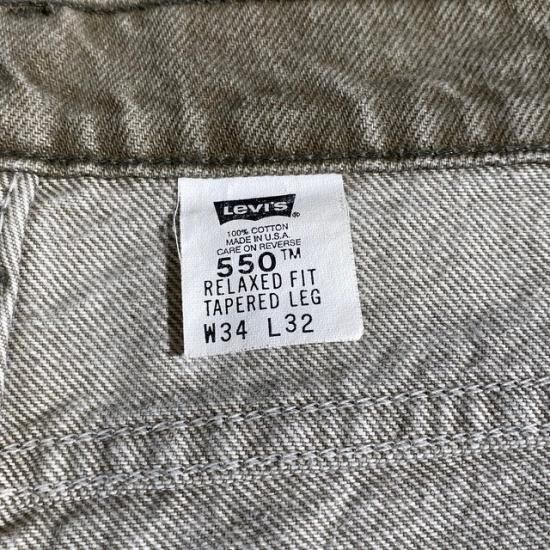 LEVI'S ®
100% COTTON
MADE IN U.S.A.
CARE ON REVERSE
550™
RELAXED FIT
TAPERED LEG
W34 L32